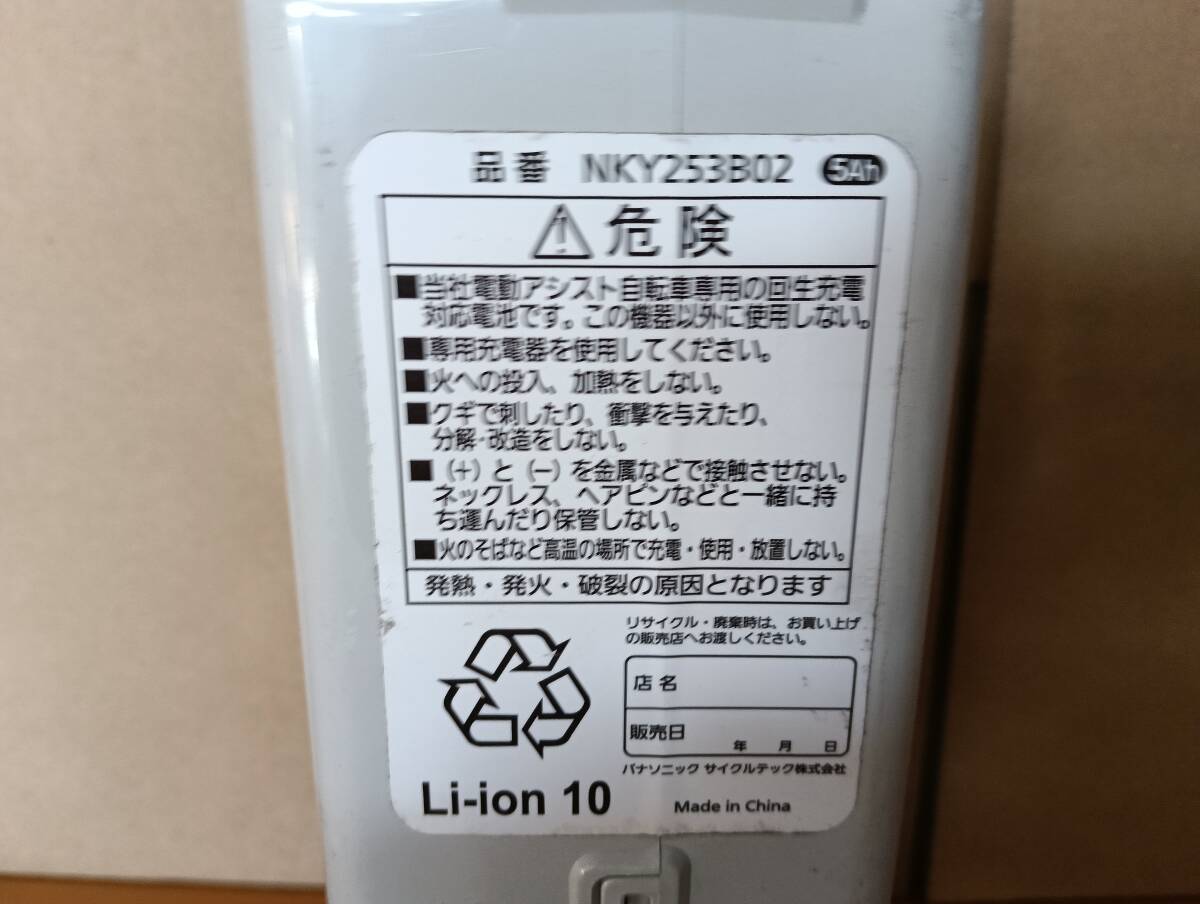 品番 NKY253B02 5Ah
⚠危険
■当社電動アシスト自転車専用の回生充電
対応電池です。この機器以外に使用しない。
■専用充電器を使用してください。
■火への投入、加熱をしない。
■クギで刺したり、衝撃を与えたり、
分解・改造をしない。
■(+)と(−)を金属などで接触させない。
ネックレス、ヘアピンなどと一緒に持
ち運んだり保管しない。
■火のそばなど高温の場所で充電・使用・放置しない。
発熱・発火・破裂の原因となります
リサイクル・廃棄時は、お買い上げ
の販売店へお渡しください。
店名
販売日
年 月 日
パナソニック サイクルテック株式会社
Li-ion 10
Made in China